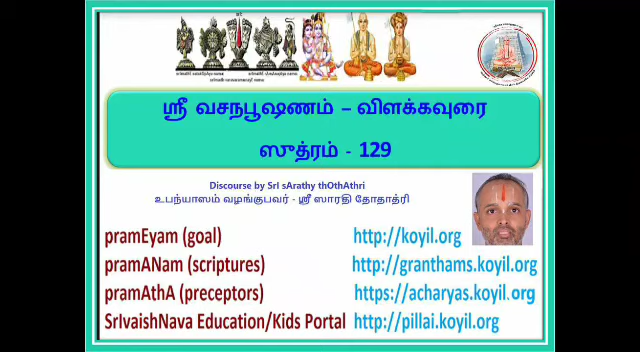 ஸ்ரீ வசநபூஷணம் – விளக்கவுரை
ஸுத்ரம் - 129
Discourse by SrI sArathy thOthAthri
உபந்யாஸம் வழங்குபவர் - ஸ்ரீ ஸாரதி தோதாத்ரி
pramEyam (goal) http://koyil.org
pramANam (scriptures) http://granthams.koyil.org
pramAthA (preceptors) https://acharyas.koyil.org
SrIvaishNava Education/Kids Portal http://pillai.koyil.org